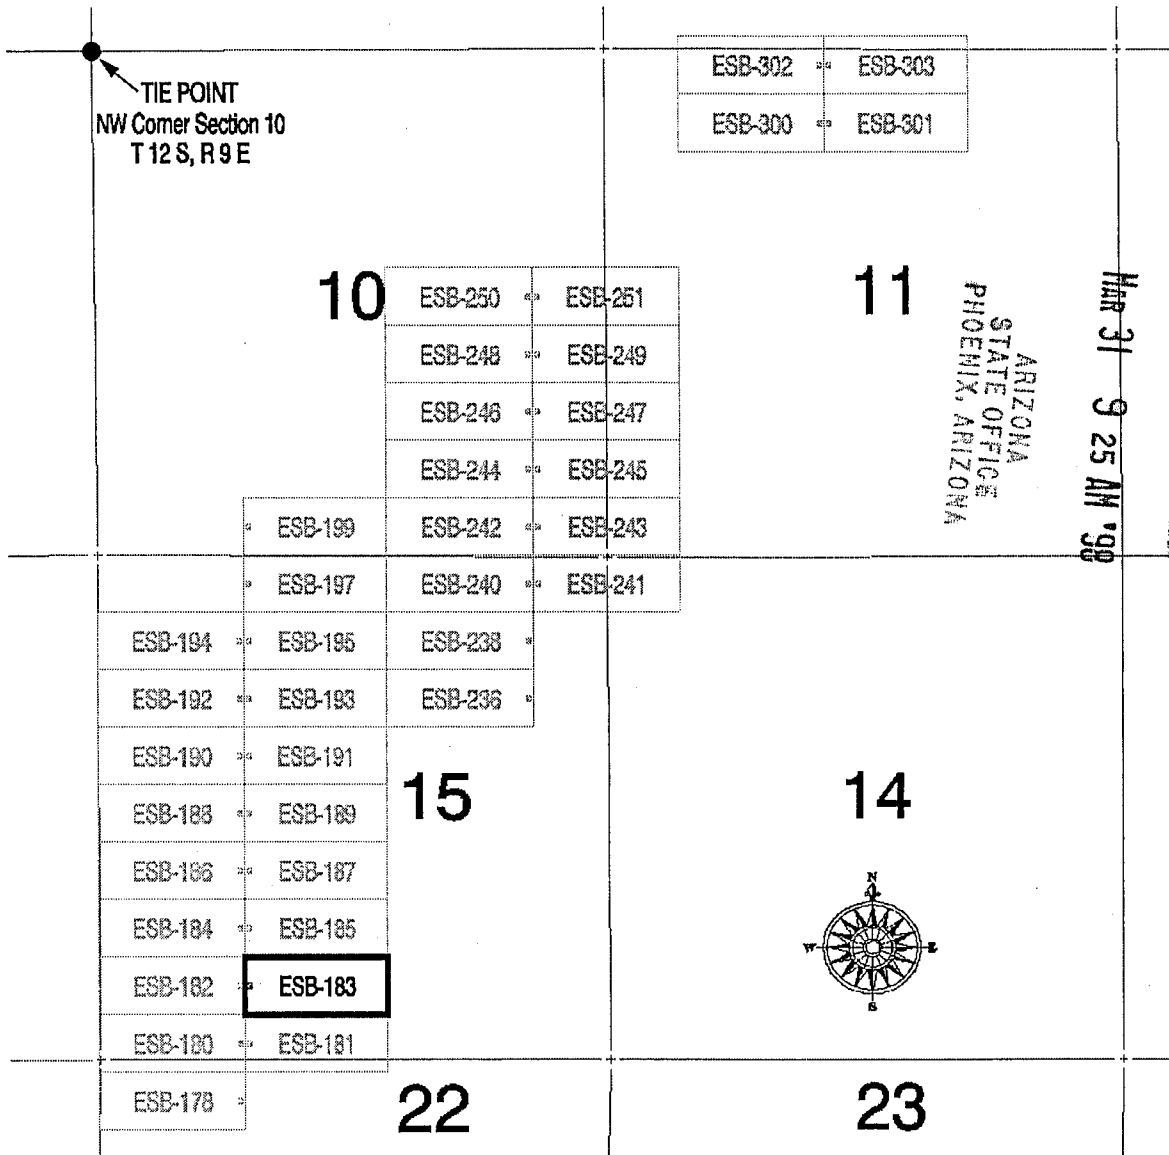 ESB-302 ESB-303
TIE POINT
NW Corner Section 10
T 12 S, R 9 E
ESB-300 ESB-301
10 ESB-250 ESB-251 11
ESB-248 ESB-249
ESB-246 ESB-247
ESB-244 ESB-245
ARIZONA
STATE OFFICE
PHOENIX, ARIZONA
MAR 31 9 25 AM '98
ESB-199 ESB-242 ESB-243
ESB-197 ESB-240 ESB-241
ESB-194 ESB-195 ESB-238
ESB-192 ESB-193 ESB-236
ESB-190 ESB-191
15 14
ESB-188 ESB-189
ESB-186 ESB-187
N
ESB-184 ESB-185
W E
ESB-182 ESB-183
S
ESB-180 ESB-181
ESB-178 22 23